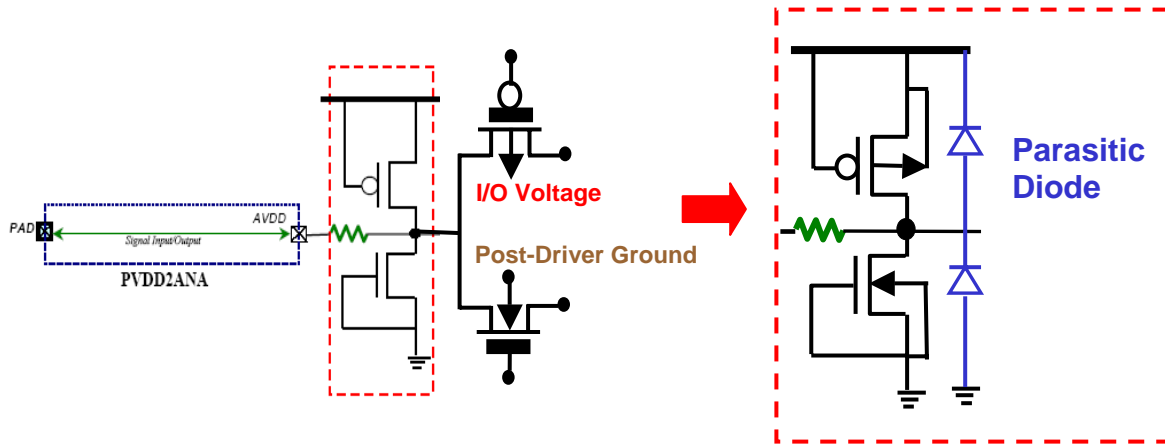 PAD
AVDD
Signal Input/Output
PVDD2ANA
I/O Voltage
Post-Driver Ground
Parasitic
Diode